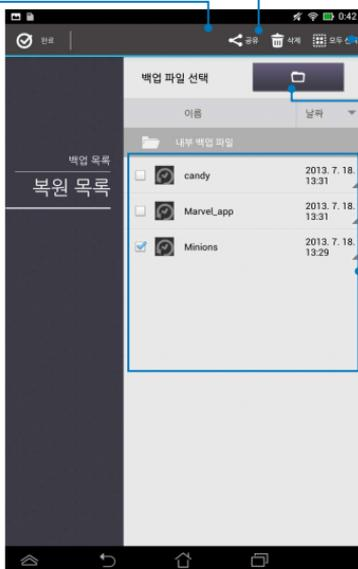 0:42
완료 공유 삭제 모두 선택
백업 파일 선택
이름 날짜
내부 백업 파일
백업 목록
복원 목록
candy 2013. 7. 18. 13:31
Marvel_app 2013. 7. 18. 13:31
Minions 2013. 7. 18. 13:29